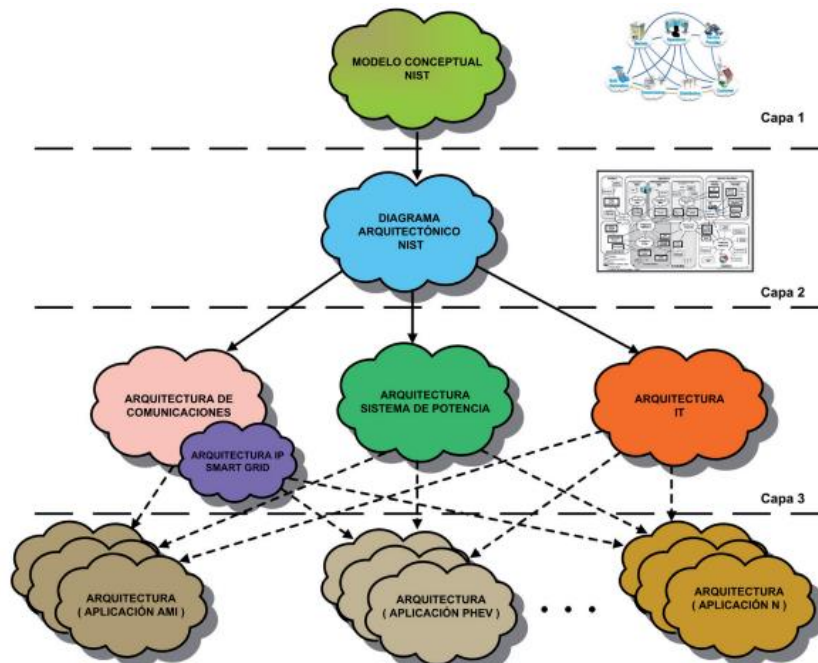 MODELO CONCEPTUAL
NIST
Capa 1
DIAGRAMA
ARQUITECTÓNICO
NIST
Capa 2
ARQUITECTURA DE
COMUNICACIONES
ARQUITECTURA IP
SMART GRID
ARQUITECTURA
SISTEMA DE POTENCIA
ARQUITECTURA
IT
Capa 3
ARQUITECTURA
( APLICACIÓN AMI )
ARQUITECTURA
( APLICACIÓN PHEV )
ARQUITECTURA
( APLICACIÓN N )